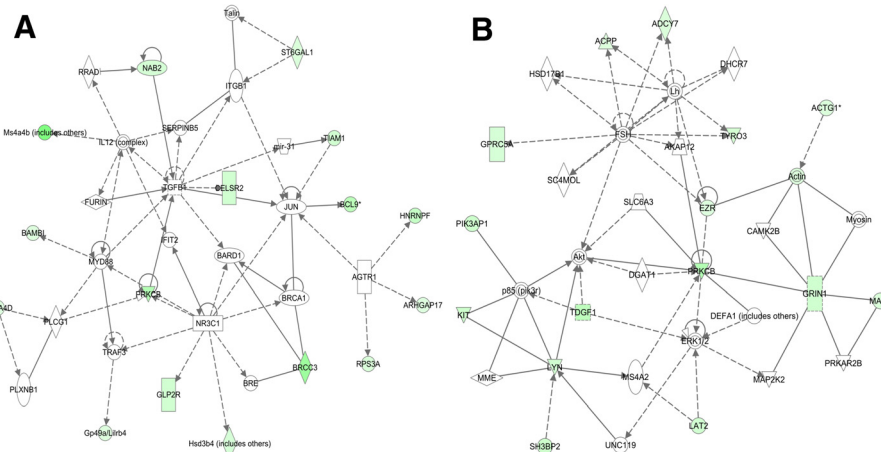 A
Talin
ST6GAL1
RRAD
NAB2
ITGB1
Ms4a4b (includes others)
IL12 (complex)
SERPINB5
mir-31
TIAM1
FURIN
TGFB1
CELSR2
JUN
BCL9*
BAMBI
IFIT2
MYD88
BARD1
HNRNPF
AGTR1
PRKCB
BRCA1
ARHGAP17
A4D
PLCG1
NR3C1
TRAF3
RPS3A
PLXNB1
GLP2R
BRE
BRCC3
Gp49a/Lilrb4
Hsd3b4 (includes others)
B
ADCY7
ACPP
HSD17B1
DHCR7
Lh
ACTG1*
GPRC5A
FSH
AKAP12
TYRO3
SC4MOL
Actin
SLC6A3
EZR
PIK3AP1
CAMK2B
Myosin
Akt
DGAT1
PRKCB
p85 (pik3r)
GRIN1
MA
KIT
TDGF1
DEFA1 (includes others)
ERK1/2
MME
LYN
MS4A2
MAP2K2
PRKAR2B
LAT2
SH3BP2
UNC119